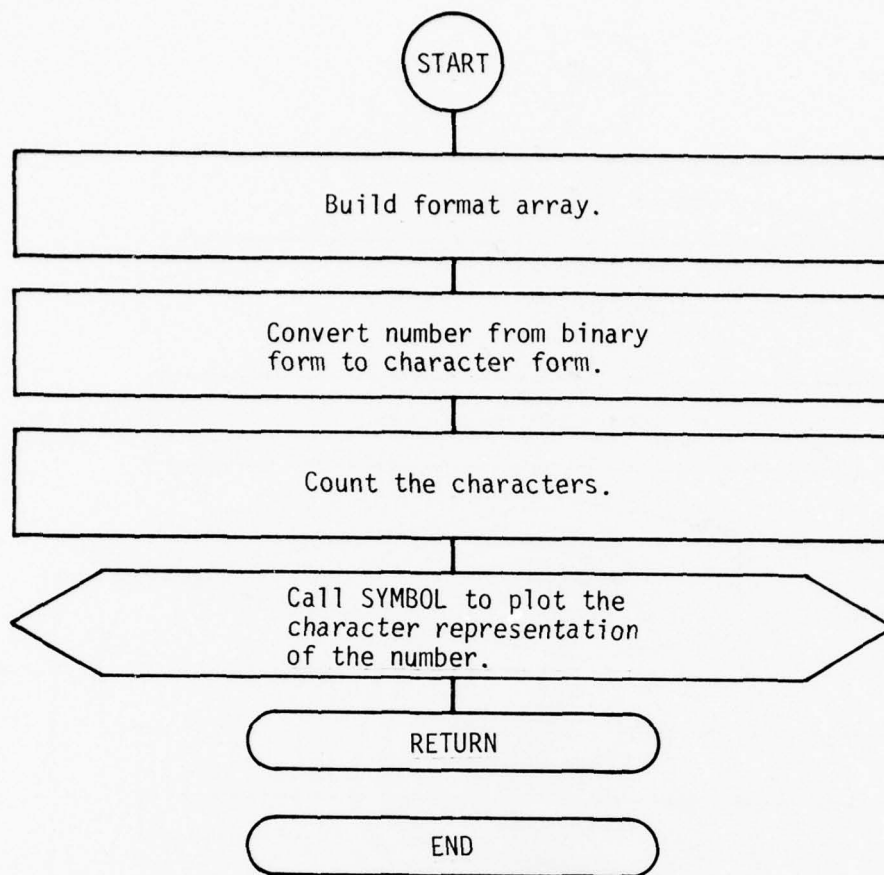 START
Build format array.
Convert number from binary
form to character form.
Count the characters.
Call SYMBOL to plot the
character representation
of the number.
RETURN
END